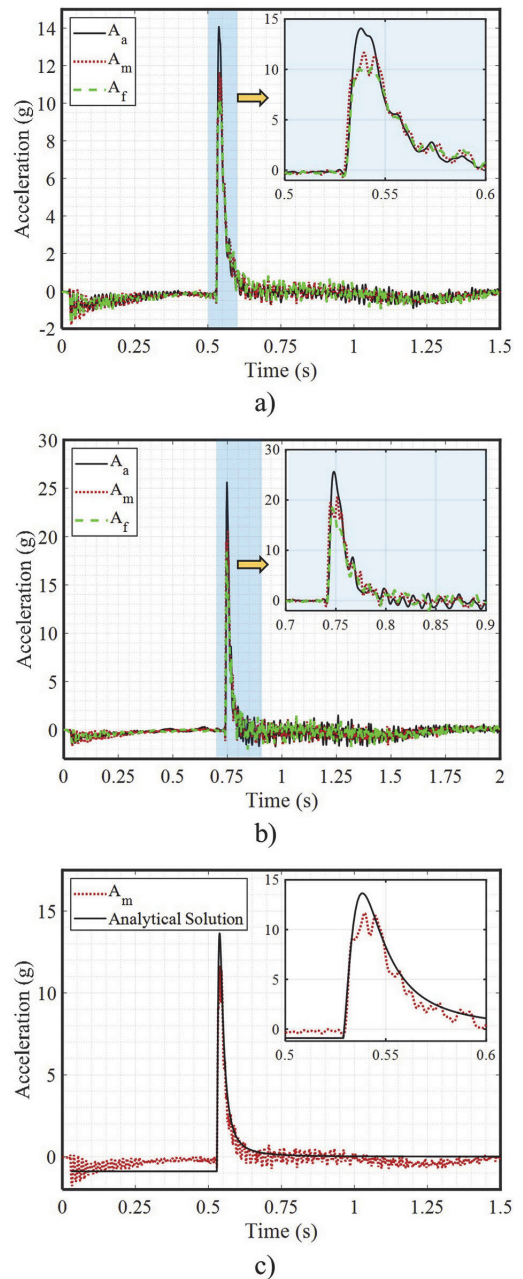 A_a
A_m
A_f
14
12
10
8
6
4
2
0
-2
Acceleration (g)
15
10
5
0
0.5 0.55 0.6
0 0.25 0.5 0.75 1 1.25 1.5
Time (s)
a)
A_a
A_m
A_f
30
25
20
15
10
5
0
Acceleration (g)
30
20
10
0
0.7 0.75 0.8 0.85 0.9
0 0.25 0.5 0.75 1 1.25 1.5 1.75 2
Time (s)
b)
A_m
Analytical Solution
15
10
5
0
Acceleration (g)
15
10
5
0
0.5 0.55 0.6
0 0.25 0.5 0.75 1 1.25 1.5
Time (s)
c)